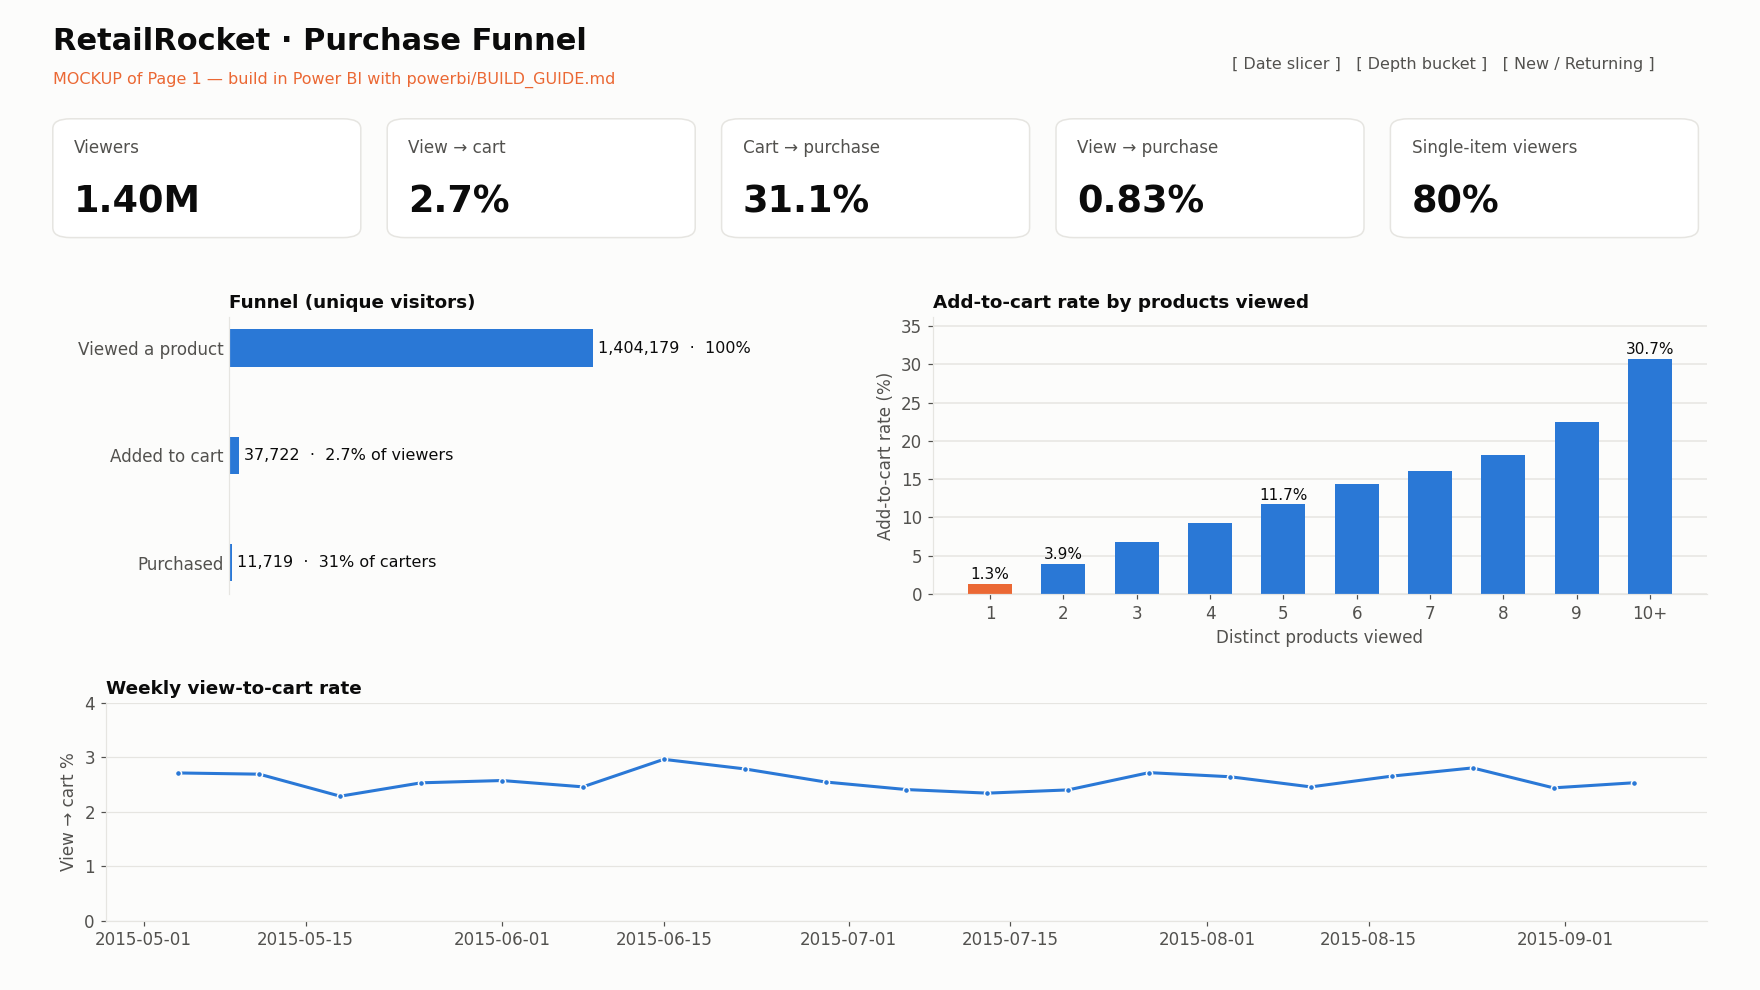 RetailRocket · Purchase Funnel
MOCKUP of Page 1 — build in Power BI with powerbi/BUILD_GUIDE.md
[ Date slicer ]   [ Depth bucket ]   [ New / Returning ]
Viewers
1.40M
View → cart
2.7%
Cart → purchase
31.1%
View → purchase
0.83%
Single-item viewers
80%
Funnel (unique visitors)
Viewed a product
1,404,179  ·  100%
Added to cart
37,722  ·  2.7% of viewers
Purchased
11,719  ·  31% of carters
Add-to-cart rate by products viewed
Add-to-cart rate (%)
35
30
25
20
15
10
5
0
1.3%
3.9%
11.7%
30.7%
1 2 3 4 5 6 7 8 9 10+
Distinct products viewed
Weekly view-to-cart rate
View → cart %
4
3
2
1
0
2015-05-01 2015-05-15 2015-06-01 2015-06-15 2015-07-01 2015-07-15 2015-08-01 2015-08-15 2015-09-01